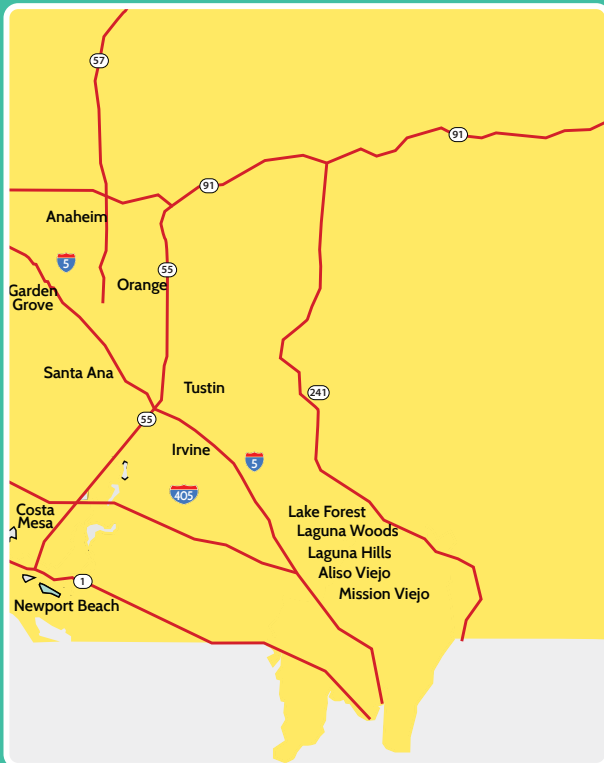 57
91
91
Anaheim
5
55
Orange
Garden
Grove
Santa Ana
Tustin
241
55
Irvine
5
405
Costa
Mesa
Lake Forest
Laguna Woods
Laguna Hills
Aliso Viejo
1
Mission Viejo
Newport Beach